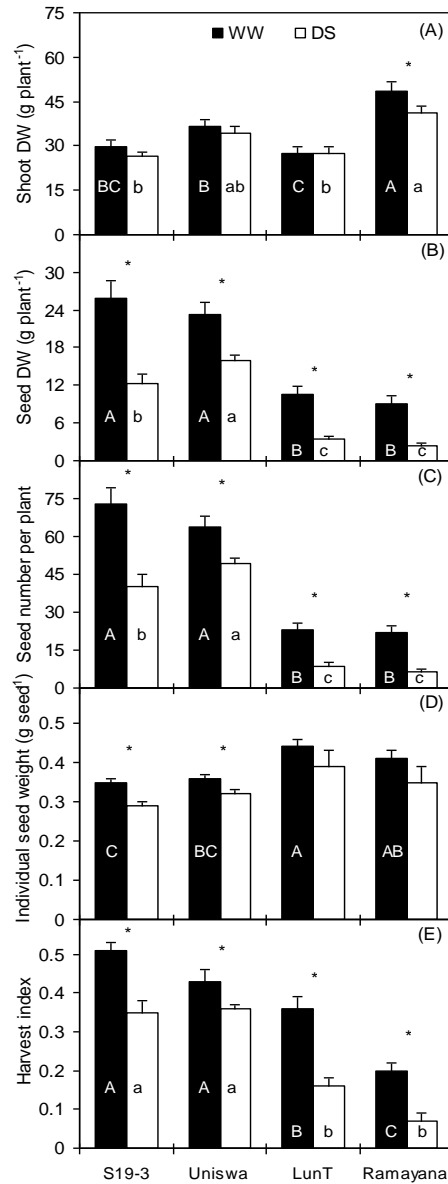 75
60
45
30
15
0
Shoot DW (g plant⁻¹)
WW DS
(A)
*
BC b B ab C b A a
30
24
18
12
6
0
Seed DW (g plant⁻¹)
(B)
* * * *
A b A a B c B c
75
60
45
30
15
0
Seed number per plant
(C)
* * * *
A b A a B c B c
0.5
0.4
0.3
0.2
0.1
0
Individual seed weight (g seed¹)
(D)
* *
C BC A AB
0.5
0.4
0.3
0.2
0.1
0
Harvest index
(E)
* * * *
A a A a B b C b
S19-3 Uniswa LunT Ramayana